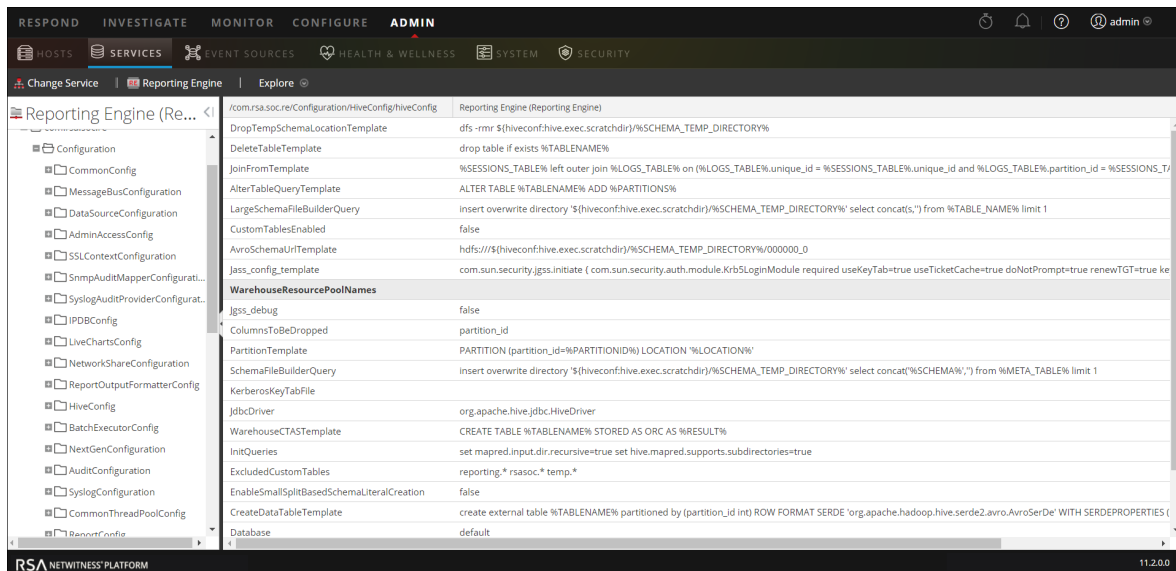 RESPOND INVESTIGATE MONITOR CONFIGURE ADMIN admin
HOSTS SERVICES EVENT SOURCES HEALTH & WELLNESS SYSTEM SECURITY
Change Service | RE Reporting Engine | Explore
Reporting Engine (Re...
Configuration
CommonConfig
MessageBusConfiguration
DataSourceConfiguration
AdminAccessConfig
SSLContextConfiguration
SnmpAuditMapperConfigurati...
SyslogAuditProviderConfigurat...
IPDBConfig
LiveChartsConfig
NetworkShareConfiguration
ReportOutputFormatterConfig
HiveConfig
BatchExecutorConfig
NextGenConfiguration
AuditConfiguration
SyslogConfiguration
CommonThreadPoolConfig
ReportConfig
/com.rsa.soc.re/Configuration/HiveConfig/hiveConfig Reporting Engine (Reporting Engine)
DropTempSchemaLocationTemplate dfs -rmr ${hiveconf:hive.exec.scratchdir}/%SCHEMA_TEMP_DIRECTORY%
DeleteTableTemplate drop table if exists %TABLENAME%
JoinFromTemplate %SESSIONS_TABLE% left outer join %LOGS_TABLE% on (%LOGS_TABLE%.unique_id = %SESSIONS_TABLE%.unique_id and %LOGS_TABLE%.partition_id = %SESSIONS_TA
AlterTableQueryTemplate ALTER TABLE %TABLENAME% ADD %PARTITIONS%
LargeSchemaFileBuilderQuery insert overwrite directory '${hiveconf:hive.exec.scratchdir}/%SCHEMA_TEMP_DIRECTORY%' select concat(s,'') from %TABLE_NAME% limit 1
CustomTablesEnabled false
AvroSchemaUrlTemplate hdfs:///${hiveconf:hive.exec.scratchdir}/%SCHEMA_TEMP_DIRECTORY%/000000_0
Jass_config_template com.sun.security.jgss.initiate { com.sun.security.auth.module.Krb5LoginModule required useKeyTab=true useTicketCache=true doNotPrompt=true renewTGT=true ke
WarehouseResourcePoolNames
Jgss_debug false
ColumnsToBeDropped partition_id
PartitionTemplate PARTITION (partition_id=%PARTITIONID%) LOCATION '%LOCATION%'
SchemaFileBuilderQuery insert overwrite directory '${hiveconf:hive.exec.scratchdir}/%SCHEMA_TEMP_DIRECTORY%' select concat('%SCHEMA%','') from %META_TABLE% limit 1
KerberosKeyTabFile
JdbcDriver org.apache.hive.jdbc.HiveDriver
WarehouseCTASTemplate CREATE TABLE %TABLENAME% STORED AS ORC AS %RESULT%
InitQueries set mapred.input.dir.recursive=true set hive.mapred.supports.subdirectories=true
ExcludedCustomTables reporting.* rsasoc.* temp.*
EnableSmallSplitBasedSchemaLiteralCreation false
CreateDataTableTemplate create external table %TABLENAME% partitioned by (partition_id int) ROW FORMAT SERDE 'org.apache.hadoop.hive.serde2.avro.AvroSerDe' WITH SERDEPROPERTIES (
Database default
RSA NETWITNESS® PLATFORM 11.2.0.0